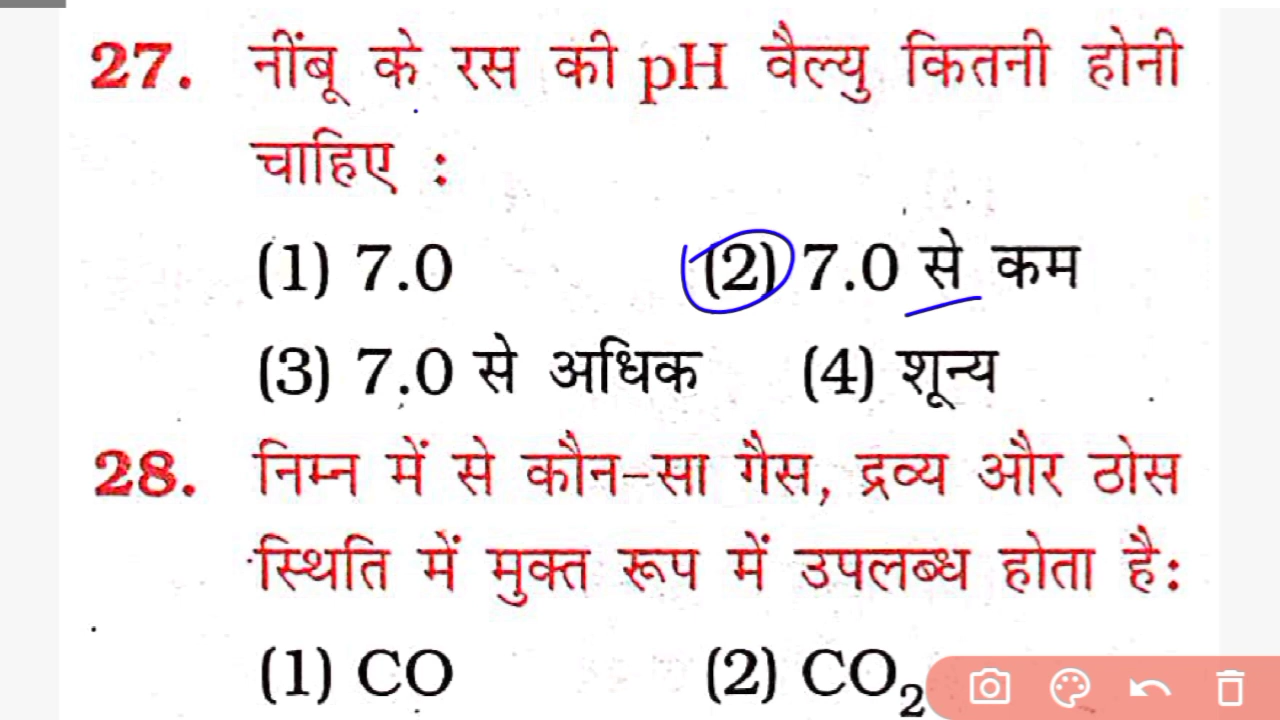 27. नींबू के रस की pH वैल्यु कितनी होनी
चाहिए :
(1) 7.0 (2) 7.0 से कम
(3) 7.0 से अधिक (4) शून्य
28. निम्न में से कौन-सा गैस, द्रव्य और ठोस
स्थिति में मुक्त रूप में उपलब्ध होता है:
(1) CO (2) CO₂